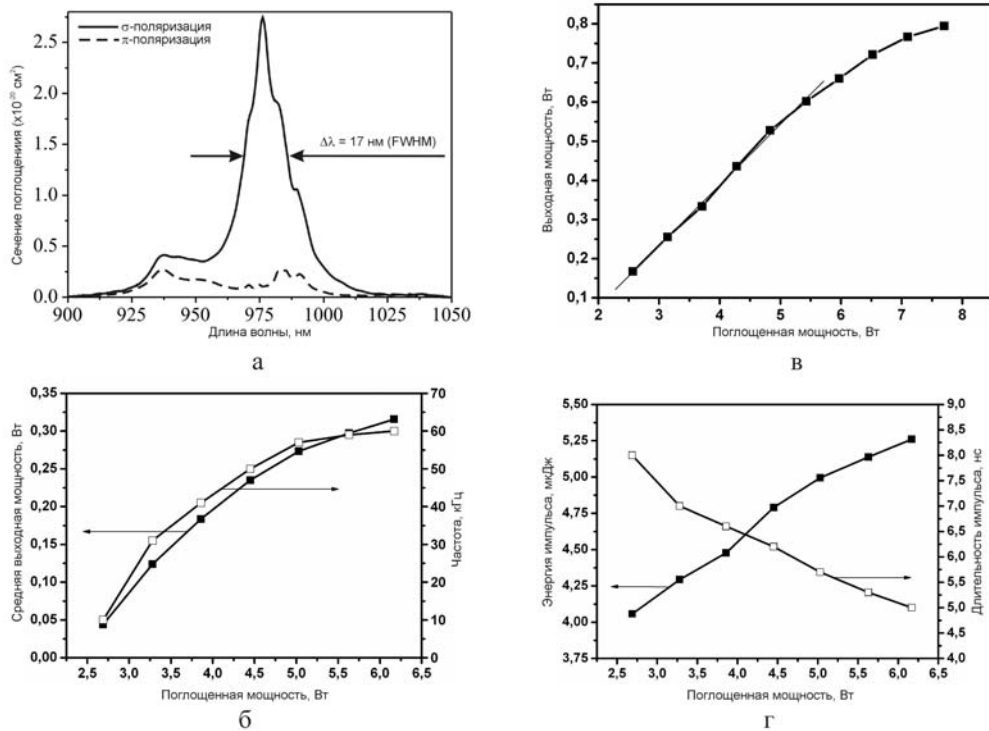 σ-поляризация
π-поляризация
Δλ = 17 нм (FWHM)
Сечение поглощениия (x10⁻²⁰ см²)
2.5
2.0
1.5
1.0
0.5
0.0
900 925 950 975 1000 1025 1050
Длина волны, нм
а
Выходная мощность, Вт
0,8
0,7
0,6
0,5
0,4
0,3
0,2
0,1
2 3 4 5 6 7 8
Поглощенная мощность, Вт
в
Средняя выходная мощность, Вт
0,35
0,30
0,25
0,20
0,15
0,10
0,05
0,00
70
60
50
40
30
20
10
0
Частота, кГц
2,5 3,0 3,5 4,0 4,5 5,0 5,5 6,0 6,5
Поглощенная мощность, Вт
б
Энергия импульса, мкДж
5,50
5,25
5,00
4,75
4,50
4,25
4,00
3,75
9,0
8,5
8,0
7,5
7,0
6,5
6,0
5,5
5,0
4,5
4,0
Длительность импульса, нс
2,5 3,0 3,5 4,0 4,5 5,0 5,5 6,0 6,5
Поглощенная мощность, Вт
г